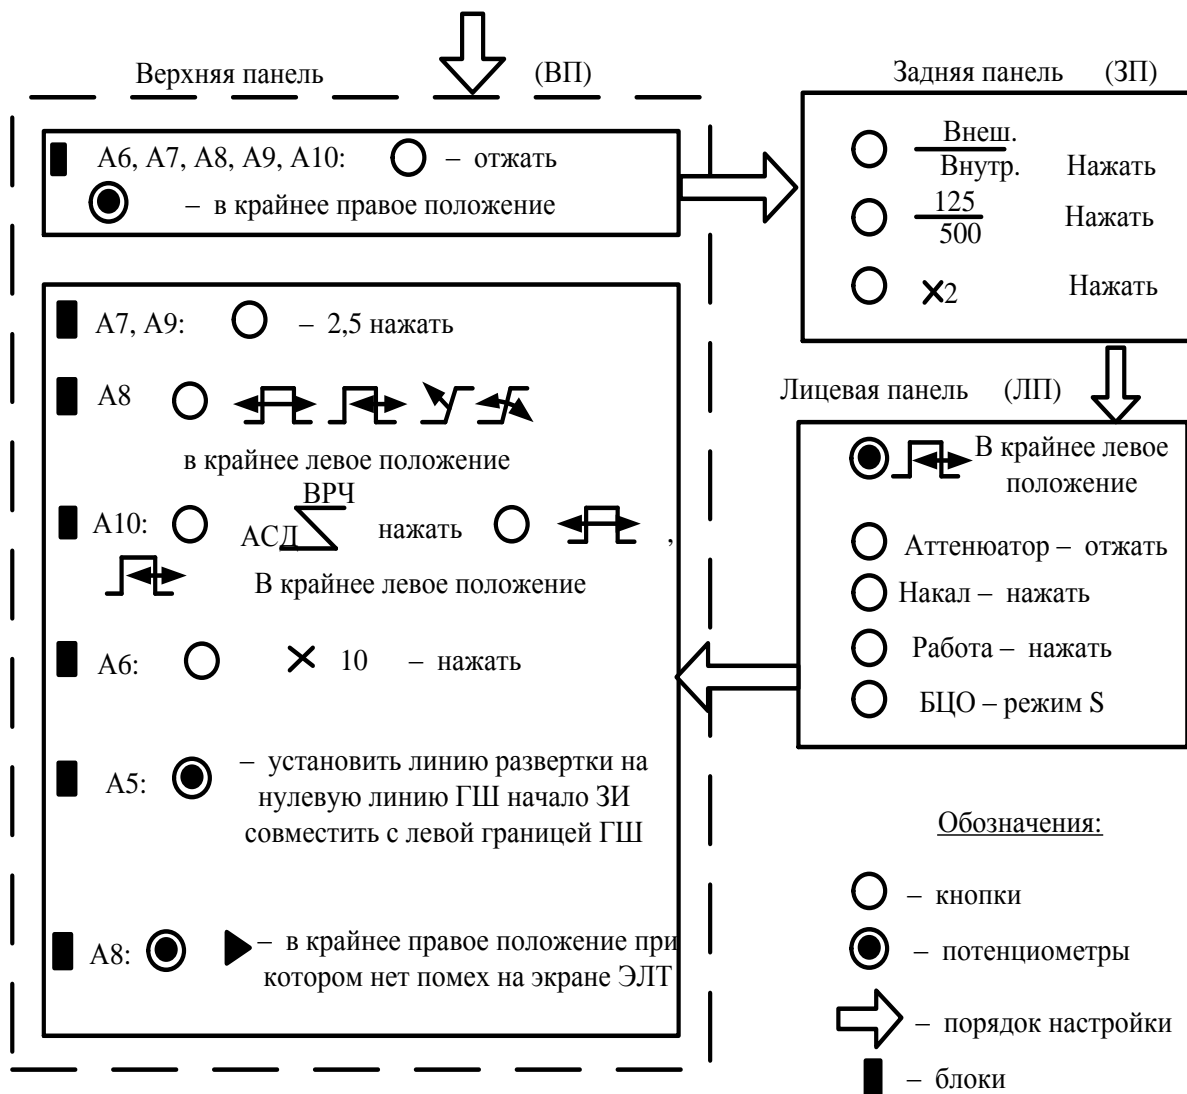 Верхняя панель (ВП)
А6, А7, А8, А9, А10: – отжать
– в крайнее правое положение
Задняя панель (ЗП)
Внеш.
Внутр. Нажать
125
500 Нажать
×2 Нажать
Лицевая панель (ЛП)
В крайнее левое
положение
Аттенюатор – отжать
Накал – нажать
Работа – нажать
БЦО – режим S
А7, А9: – 2,5 нажать
А8
в крайнее левое положение
ВРЧ
А10: АСД нажать ,
В крайнее левое положение
А6: × 10 – нажать
А5: – установить линию развертки на
нулевую линию ГШ начало ЗИ
совместить с левой границей ГШ
А8: – в крайнее правое положение при
котором нет помех на экране ЭЛТ
Обозначения:
– кнопки
– потенциометры
– порядок настройки
– блоки